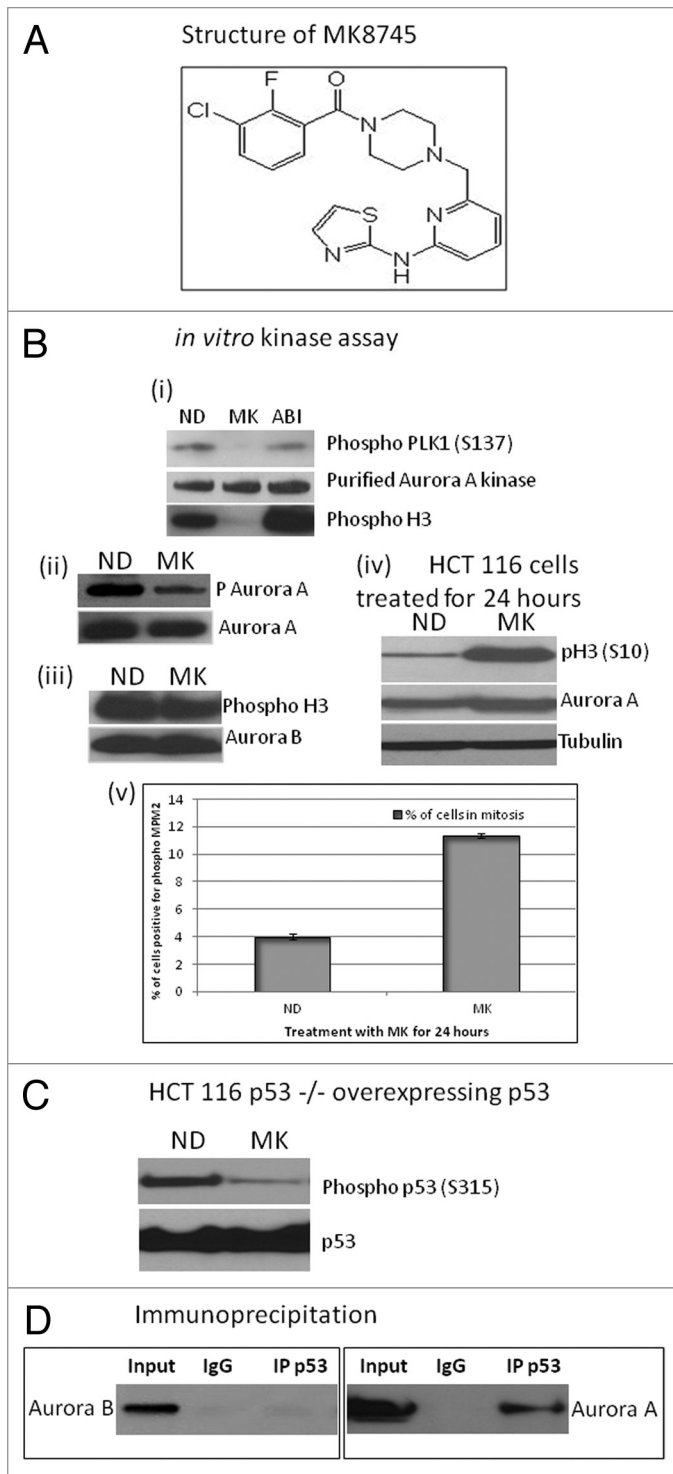 A
Structure of MK8745
F
O
Cl
N
N
S
N
N
N
H
B
in vitro kinase assay
(i)
ND MK ABI
Phospho PLK1 (S137)
Purified Aurora A kinase
Phospho H3
(ii)
ND MK
P Aurora A
Aurora A
(iii)
Phospho H3
Aurora B
(iv) HCT 116 cells
treated for 24 hours
ND MK
pH3 (S10)
Aurora A
Tubulin
(v)
% of cells positive for phospho MPM2
14
12
10
8
6
4
2
0
% of cells in mitosis
ND MK
Treatment with MK for 24 hours
C
HCT 116 p53 -/- overexpressing p53
ND MK
Phospho p53 (S315)
p53
D
Immunoprecipitation
Input IgG IP p53
Aurora B
Input IgG IP p53
Aurora A